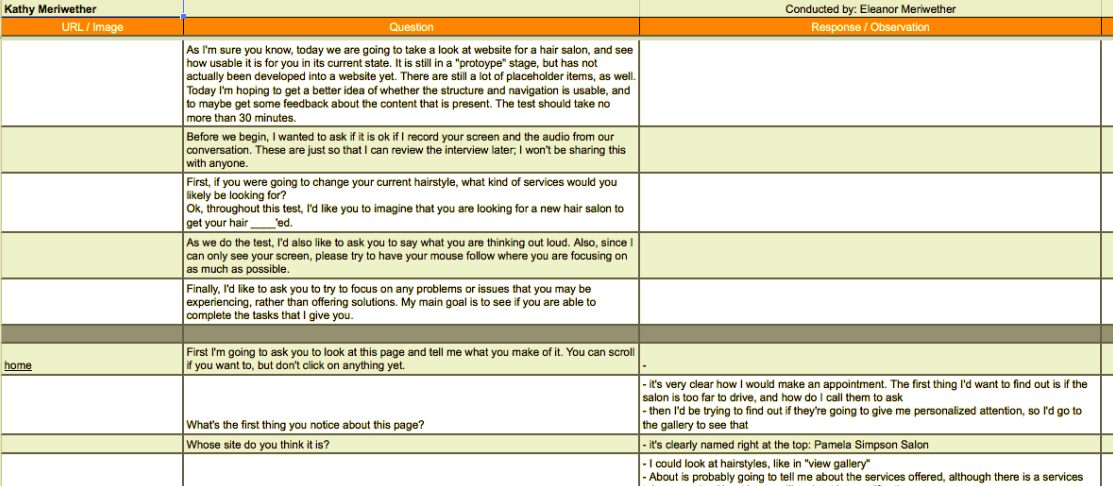 Kathy Meriwether
Conducted by: Eleanor Meriwether
URL / Image
Question
Response / Observation
As I'm sure you know, today we are going to take a look at website for a hair salon, and see
how usable it is for you in its current state. It is still in a "protoype" stage, but has not
actually been developed into a website yet. There are still a lot of placeholder items, as well.
Today I'm hoping to get a better idea of whether the structure and navigation is usable, and
to maybe get some feedback about the content that is present. The test should take no
more than 30 minutes.
Before we begin, I wanted to ask if it is ok if I record your screen and the audio from our
conversation. These are just so that I can review the interview later; I won't be sharing this
with anyone.
First, if you were going to change your current hairstyle, what kind of services would you
likely be looking for?
Ok, throughout this test, I'd like you to imagine that you are looking for a new hair salon to
get your hair ____'ed.
As we do the test, I'd also like to ask you to say what you are thinking out loud. Also, since I
can only see your screen, please try to have your mouse follow where you are focusing on
as much as possible.
Finally, I'd like to ask you to try to focus on any problems or issues that you may be
experiencing, rather than offering solutions. My main goal is to see if you are able to
complete the tasks that I give you.
home
First I'm going to ask you to look at this page and tell me what you make of it. You can scroll
if you want to, but don't click on anything yet.
-
What's the first thing you notice about this page?
- it's very clear how I would make an appointment. The first thing I'd want to find out is if the
salon is too far to drive, and how do I call them to ask
- then I'd be trying to find out if they're going to give me personalized attention, so I'd go to
the gallery to see that
Whose site do you think it is?
- it's clearly named right at the top: Pamela Simpson Salon
- I could look at hairstyles, like in "view gallery"
- About is probably going to tell me about the services offered, although there is a services